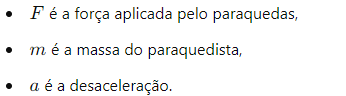 • F é a força aplicada pelo paraquedas,
• m é a massa do paraquedista,
• a é a desaceleração.